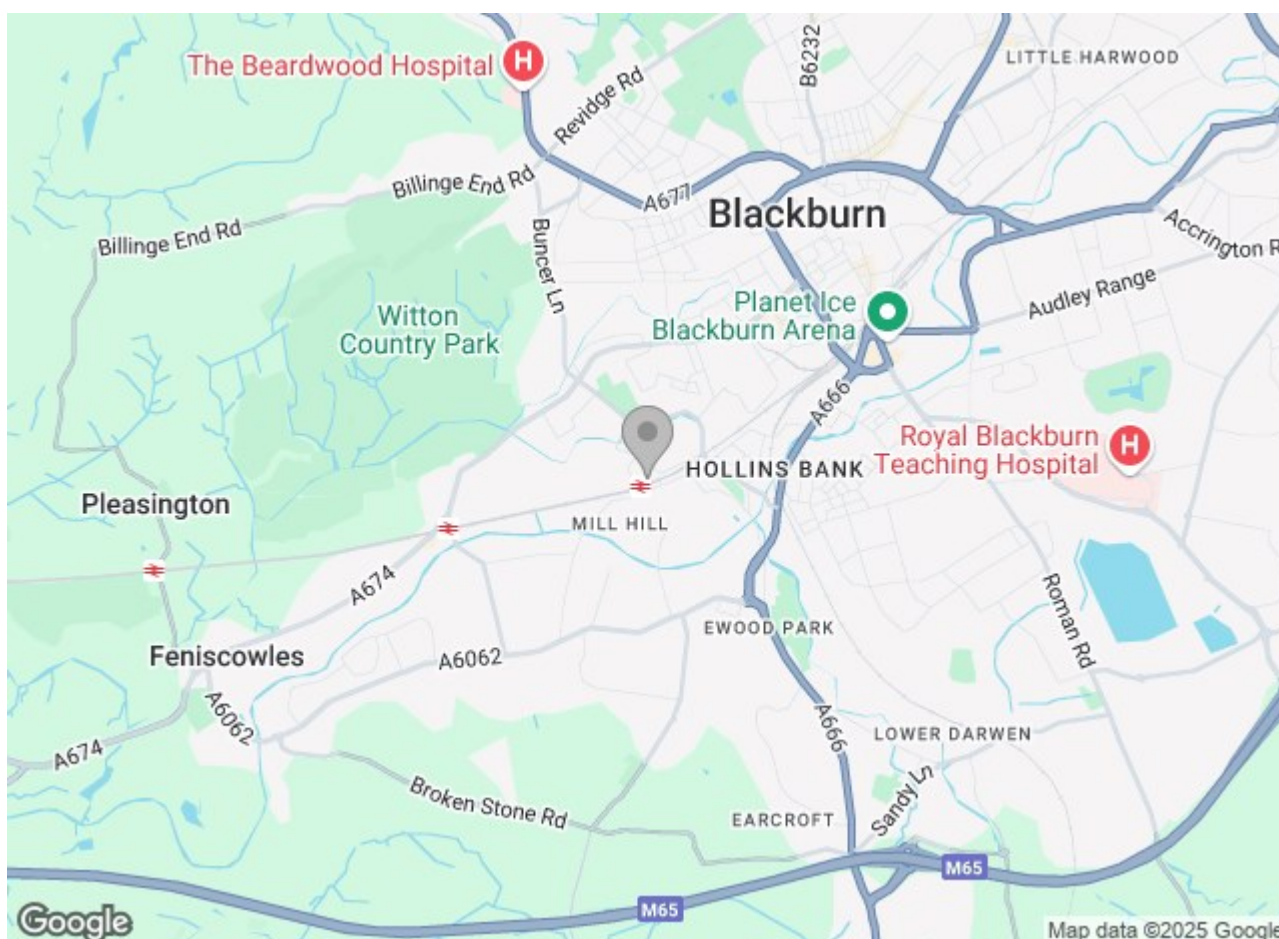 The Beardwood Hospital
H
Revidge Rd
B6232
LITTLE HARWOOD
Billinge End Rd
A677
Blackburn
Billinge End Rd
Buncer Ln
Accrington R
Audley Range
Witton
Country Park
Planet Ice
Blackburn Arena
A666
Royal Blackburn
Teaching Hospital
H
HOLLINS BANK
Pleasington
MILL HILL
A674
Roman Rd
EWOOD PARK
Feniscowles
A6062
A6062
A666
LOWER DARWEN
A674
Broken Stone Rd
Sandy Ln
EARCROFT
M65
M65
Google
Map data ©2025 Google